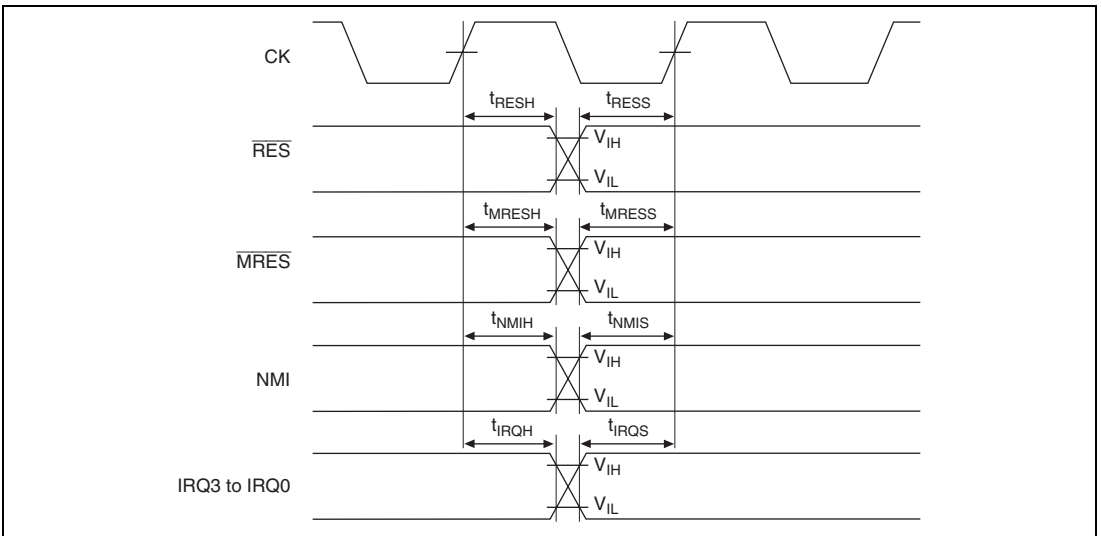 CK
tRESH tRESS
RES
VIH
VIL
tMRESH tMRESS
MRES
VIH
VIL
tNMIH tNMIS
NMI
VIH
VIL
tIRQH tIRQS
IRQ3 to IRQ0
VIH
VIL